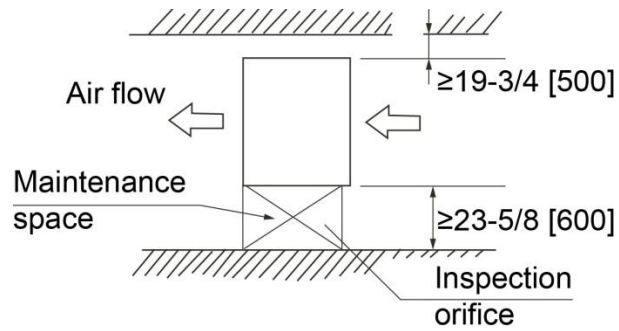 ≥19-3/4 [500]
Air flow
Maintenance
space
≥23-5/8 [600]
Inspection
orifice